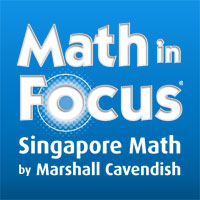 Math in
Focus®
Singapore Math
by Marshall Cavendish